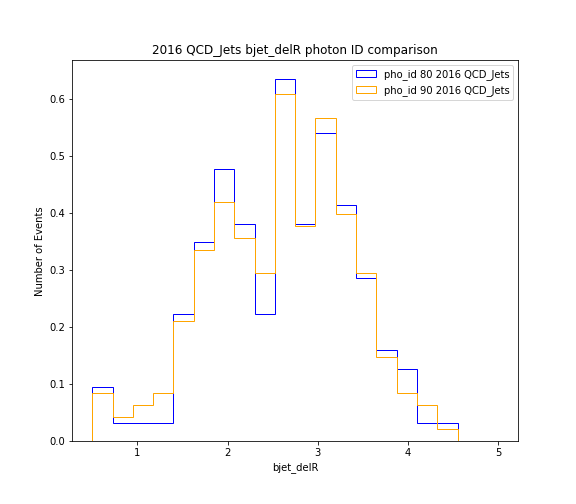 2016 QCD_Jets bjet_delR photon ID comparison
pho_id 80 2016 QCD_Jets
pho_id 90 2016 QCD_Jets
Number of Events
0.6
0.5
0.4
0.3
0.2
0.1
0.0
1 2 3 4 5
bjet_delR